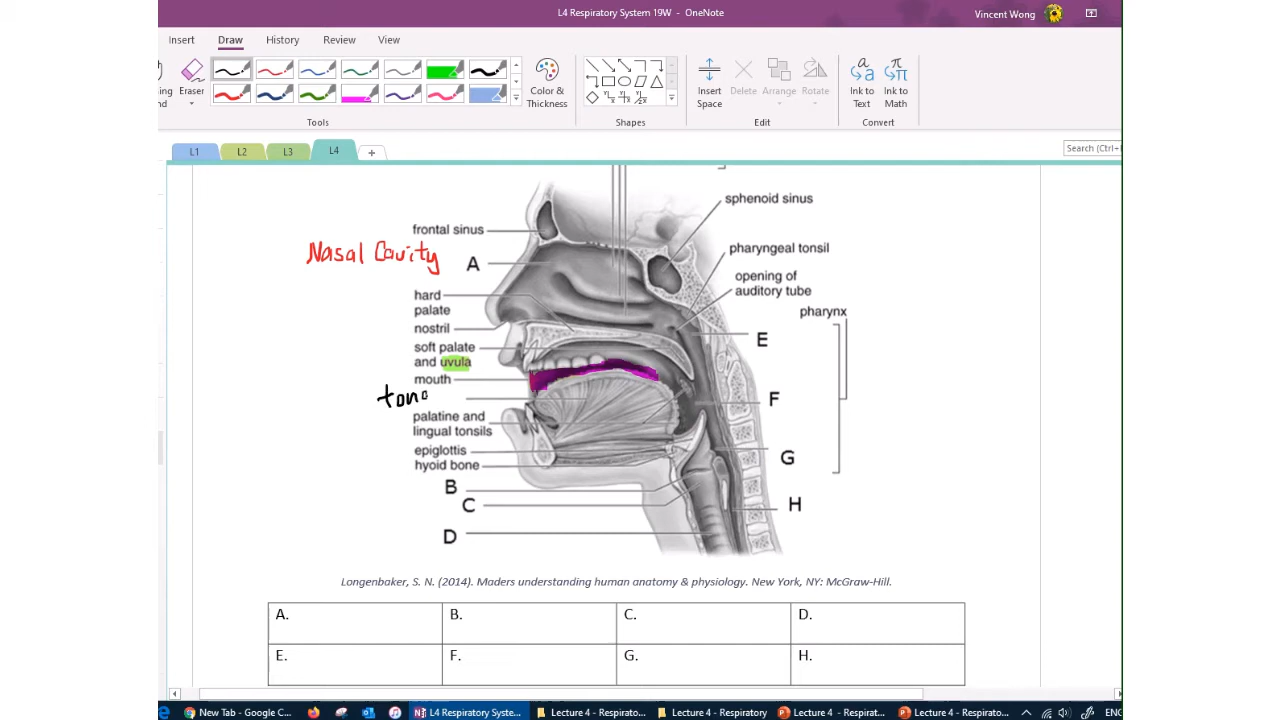 L4 Respiratory System 19W - OneNote
Vincent Wong
Insert Draw History Review View
Eraser
Color &
Thickness
Insert
Space
Delete Arrange Rotate
Ink to
Text
Ink to
Math
Tools Shapes Edit Convert
L1 L2 L3 L4 +
Search (Ctrl+
sphenoid sinus
frontal sinus
Nasal Cavity
A
pharyngeal tonsil
opening of
auditory tube
hard
palate
pharynx
nostril
E
soft palate
and uvula
mouth
ton
F
palatine and
lingual tonsils
epiglottis
G
hyoid bone
B
C
H
D
Longenbaker, S. N. (2014). Maders understanding human anatomy & physiology. New York, NY: McGraw-Hill.
A. B. C. D.
E. F. G. H.
New Tab - Google C... L4 Respiratory Syste... Lecture 4 - Respirato... Lecture 4 - Respiratory Lecture 4 - Respirat... Lecture 4 - Respirato... ENG